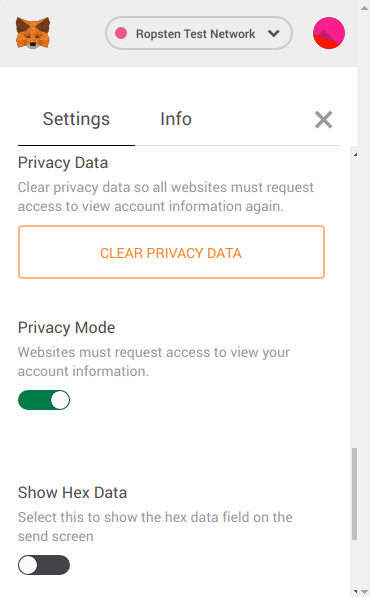 Ropsten Test Network
Settings
Info
Privacy Data
Clear privacy data so all websites must request
access to view account information again.
CLEAR PRIVACY DATA
Privacy Mode
Websites must request access to view your
account information.
Show Hex Data
Select this to show the hex data field on the
send screen